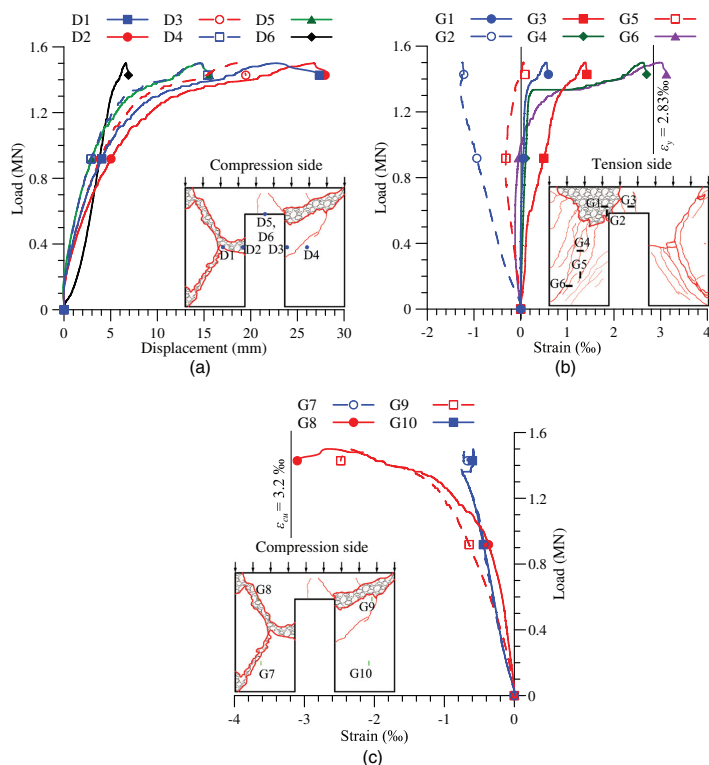 (a)
D1 D3 D5
D2 D4 D6
Load (MN)
1.6
1.2
0.8
0.4
0
0 5 10 15 20 25 30
Displacement (mm)
Compression side
D5,
D6
D1 D2 D3 D4
(b)
G1 G3 G5
G2 G4 G6
Load (MN)
1.6
1.2
0.8
0.4
0
-2 -1 0 1 2 3 4
Strain (‰)
εy = 2.83‰
Tension side
G1 G3
G2
G4
G5
G6
(a)
(b)
G7 G9
G8 G10
εcu = 3.2 ‰
Compression side
G8
G9
G7 G10
1.6
1.2
0.8
0.4
0
Load (MN)
-4 -3 -2 -1 0
Strain (‰)
(c)